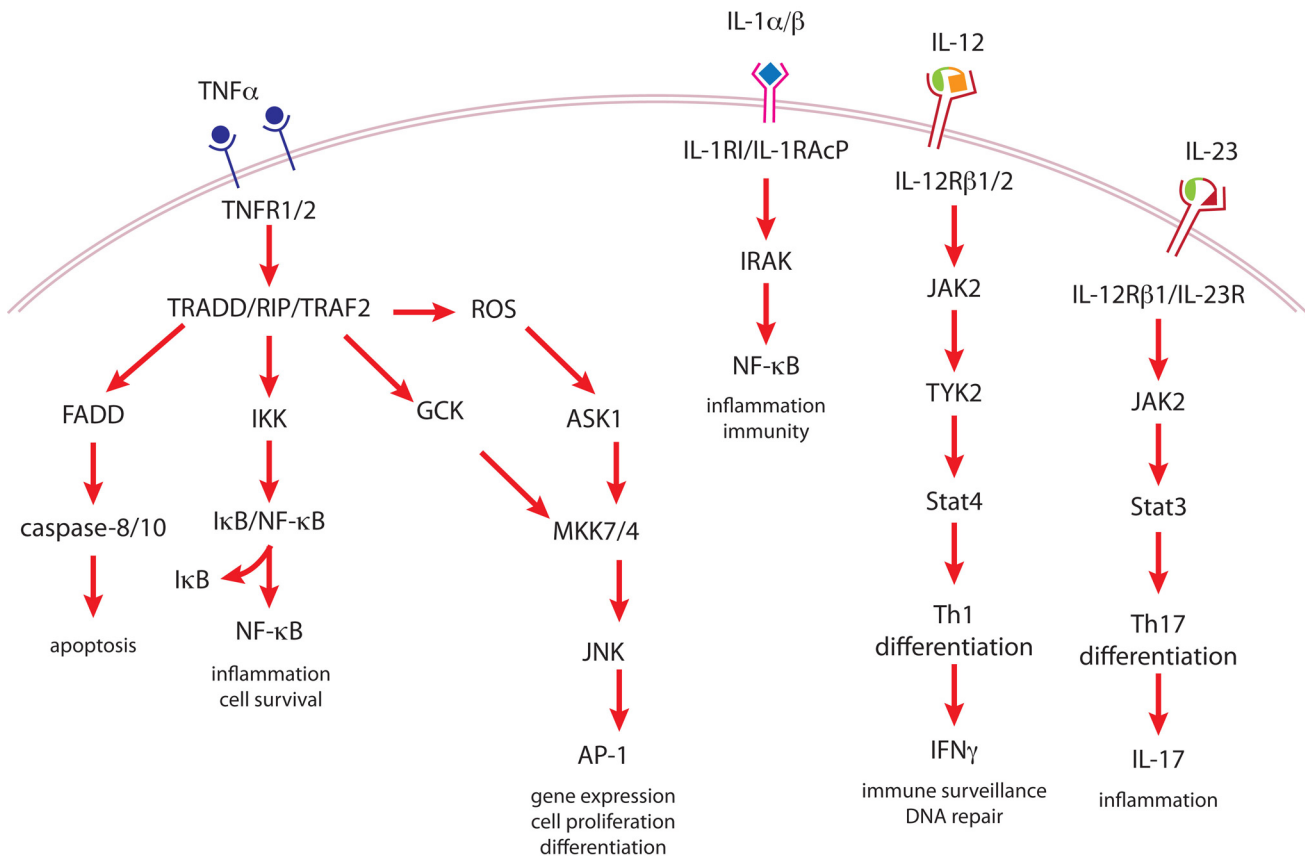 TNFα
TNFR1/2
TRADD/RIP/TRAF2
ROS
FADD
IKK
GCK
ASK1
caspase-8/10
IκB/NF-κB
MKK7/4
IκB
apoptosis
NF-κB
inflammation
cell survival
JNK
AP-1
gene expression
cell proliferation
differentiation
IL-1α/β
IL-1RI/IL-1RAcP
IRAK
NF-κB
inflammation
immunity
IL-12
IL-12Rβ1/2
JAK2
TYK2
Stat4
Th1
differentiation
IFNγ
immune surveillance
DNA repair
IL-23
IL-12Rβ1/IL-23R
JAK2
Stat3
Th17
differentiation
IL-17
inflammation